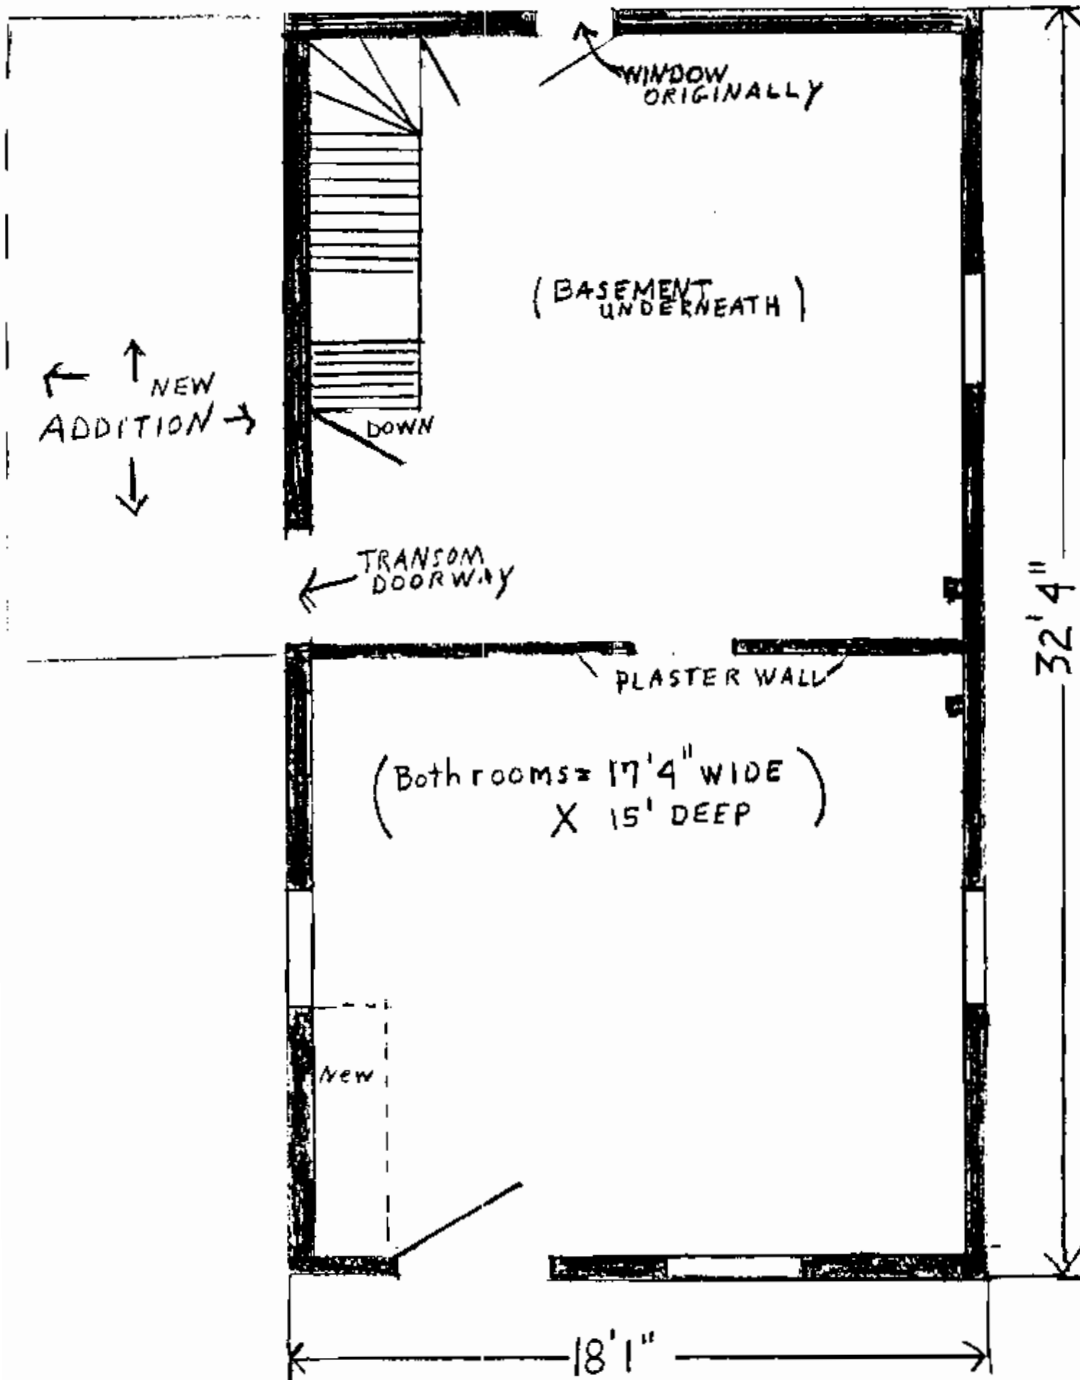 WINDOW
ORIGINALLY
(BASEMENT
UNDERNEATH)
NEW
ADDITION
DOWN
TRANSOM
DOORWAY
32'4"
PLASTER WALL
(Both rooms= 17'4" WIDE
X 15' DEEP)
New
18'1"